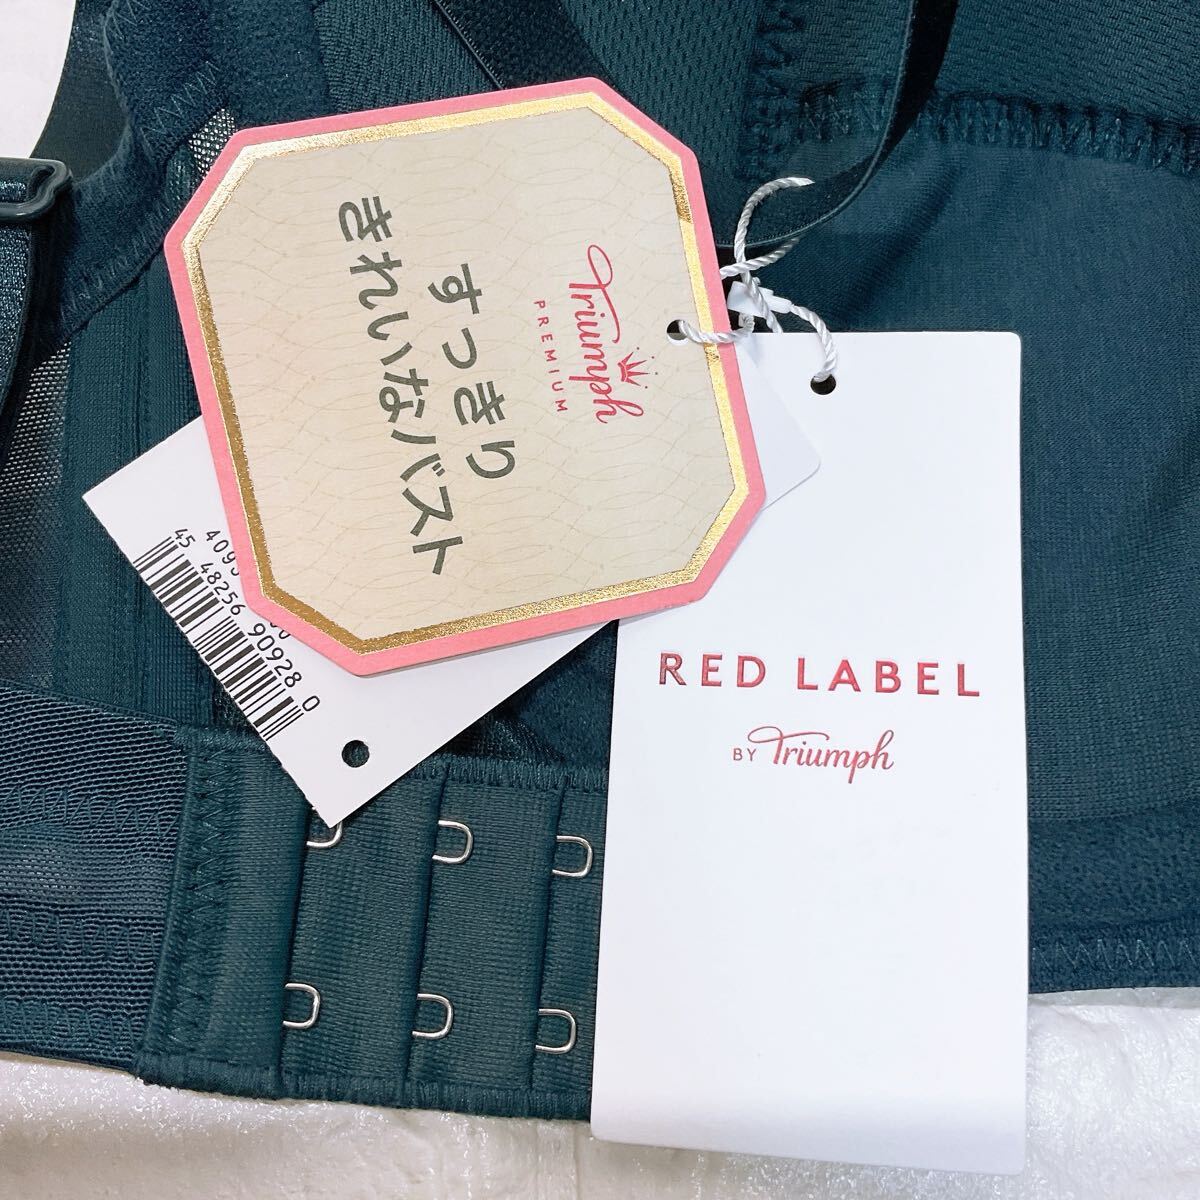 Triumph
PREMIUM
すっきり
きれいなバスト
45 48256 90928 0
RED LABEL
BY Triumph